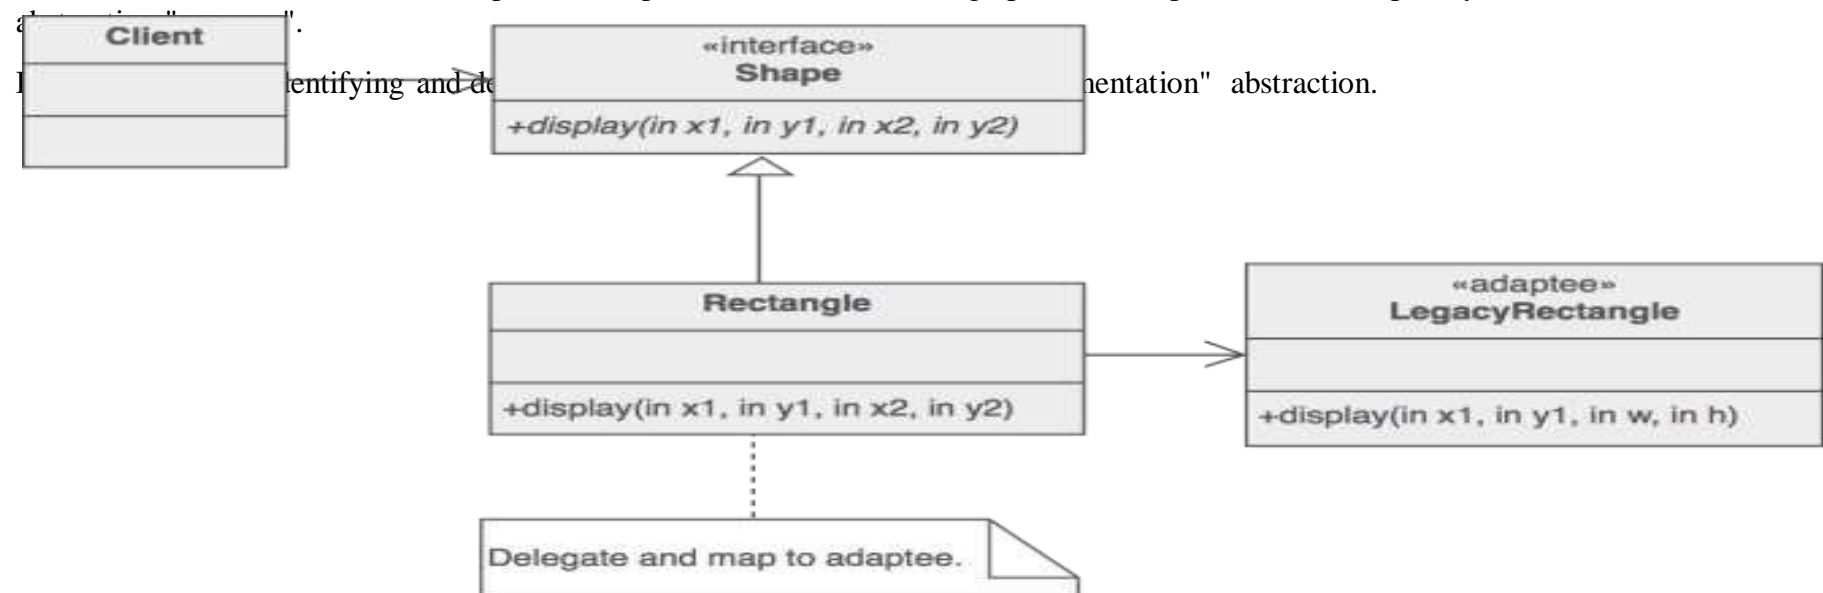 ".
Client
«interface»
Shape
entifying and de
entation" abstraction.
+display(in x1, in y1, in x2, in y2)
Rectangle
+display(in x1, in y1, in x2, in y2)
«adaptee»
LegacyRectangle
+display(in x1, in y1, in w, in h)
Delegate and map to adaptee.